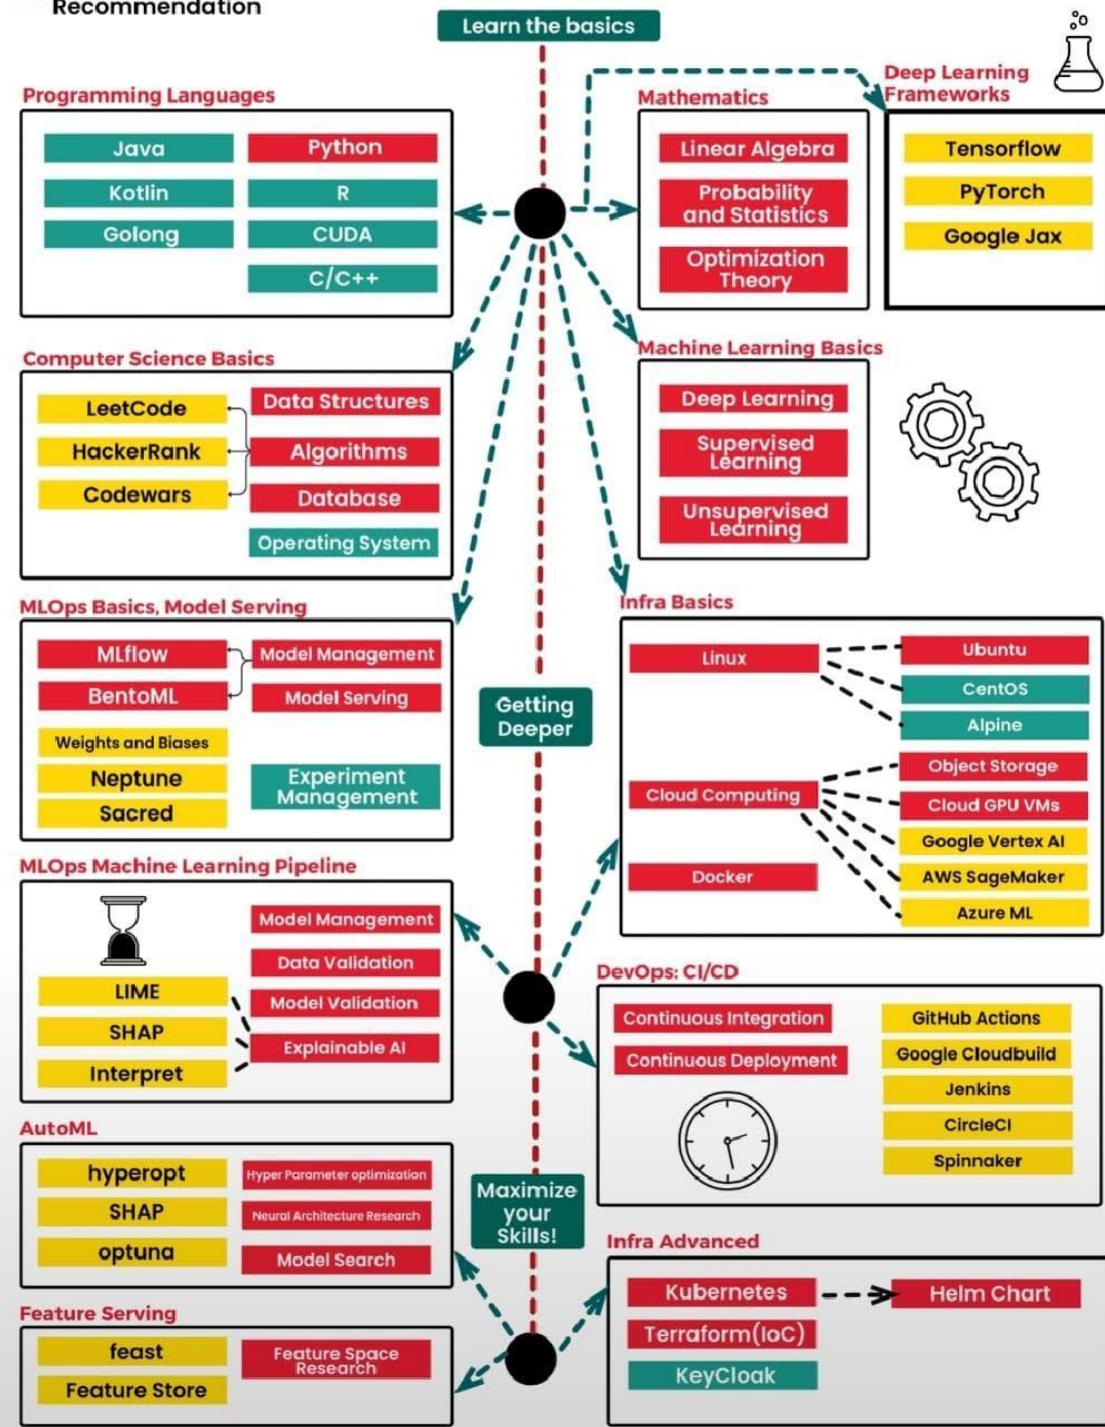 Recommendation
Learn the basics
Programming Languages
Java
Python
Kotlin
R
Golong
CUDA
C/C++
Mathematics
Linear Algebra
Probability
and Statistics
Optimization
Theory
Deep Learning
Frameworks
Tensorflow
PyTorch
Google Jax
Computer Science Basics
LeetCode
Data Structures
HackerRank
Algorithms
Codewars
Database
Operating System
Machine Learning Basics
Deep Learning
Supervised
Learning
Unsupervised
Learning
MLOps Basics, Model Serving
MLflow
Model Management
BentoML
Model Serving
Weights and Biases
Neptune
Experiment
Management
Sacred
Getting
Deeper
Infra Basics
Linux
Ubuntu
CentOS
Alpine
Cloud Computing
Object Storage
Cloud GPU VMs
Google Vertex AI
AWS SageMaker
Azure ML
Docker
MLOps Machine Learning Pipeline
Model Management
Data Validation
LIME
Model Validation
SHAP
Explainable AI
Interpret
DevOps: CI/CD
Continuous Integration
Continuous Deployment
GitHub Actions
Google Cloudbuild
Jenkins
CircleCI
Spinnaker
AutoML
hyperopt
Hyper Parameter optimization
SHAP
Neural Architecture Research
optuna
Model Search
Maximize
your
Skills!
Infra Advanced
Kubernetes
Helm Chart
Terraform(IoC)
KeyCloak
Feature Serving
feast
Feature Space
Research
Feature Store